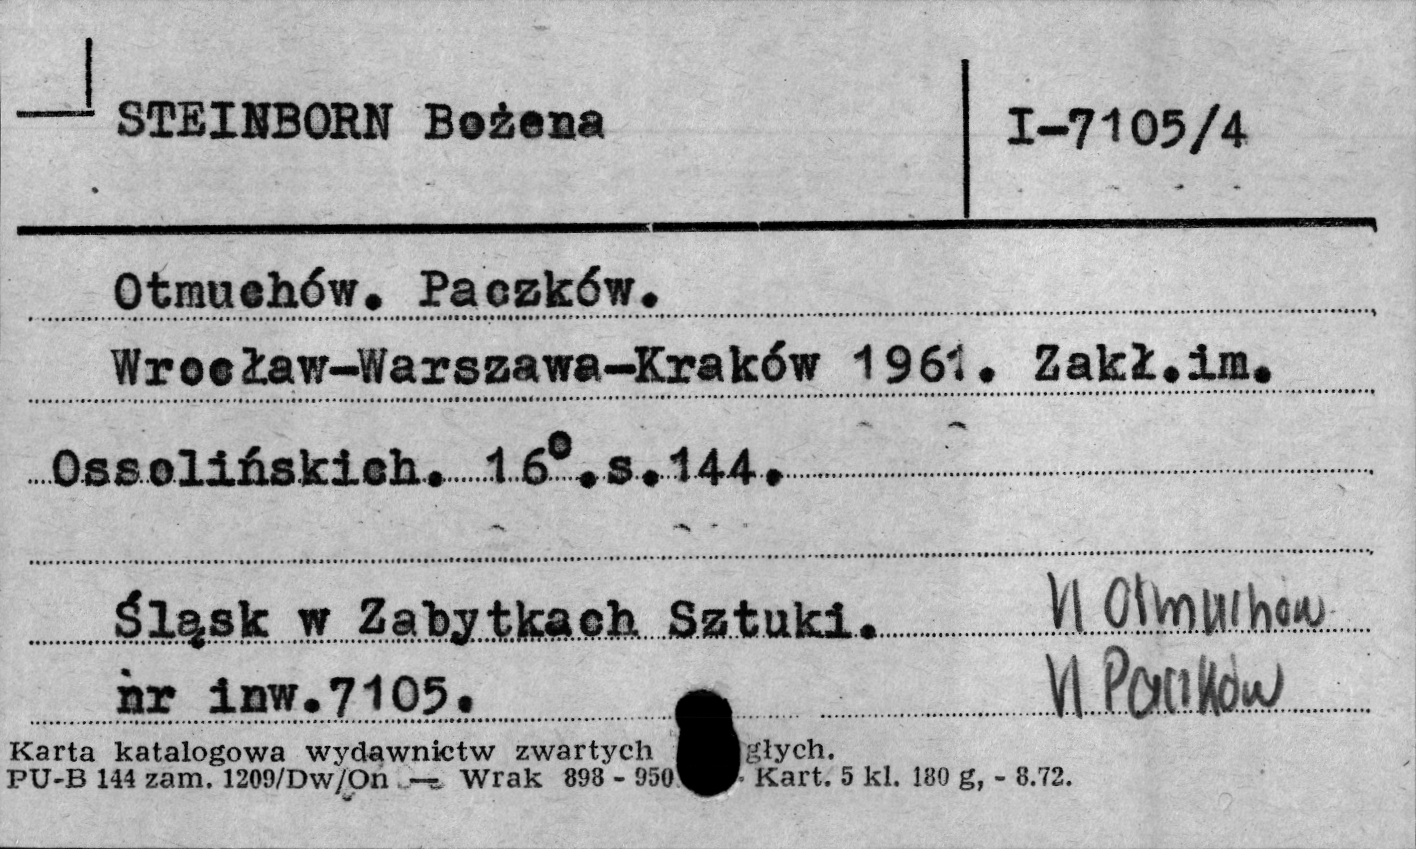 STEINBORN Bożena
I-7105/4
Otmuchów. Paczków.
Wrocław-Warszawa-Kraków 1961. Zakł.im.
Ossolińskich. 16°.s.144.
Śląsk w Zabytkach Sztuki.
VI Otmuchów
nr inw.7105.
VI Paczków
Karta katalogowa wydawnictw zwartych głych.
PU-B 144 zam. 1209/Dw/On — Wrak 898 - 950 Kart. 5 kl. 180 g, - 8.72.